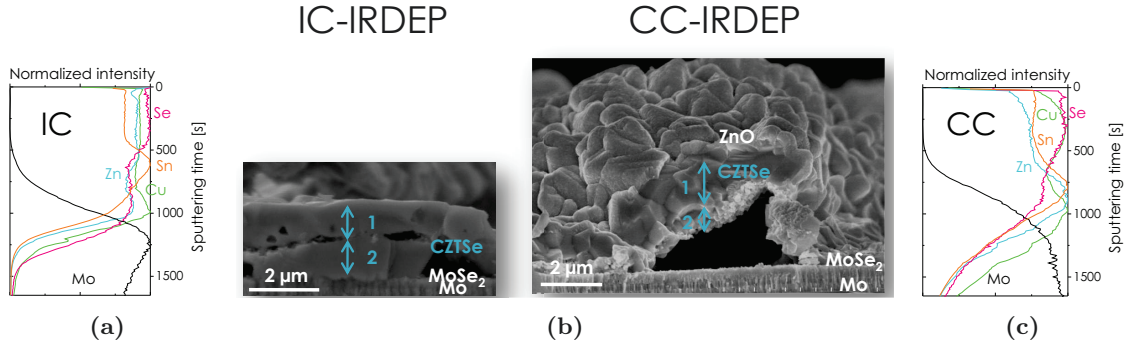 IC-IRDEP
CC-IRDEP
Normalized intensity
0
500
1000
1500
Sputtering time [s]
IC
Se
Sn
Zn
Cu
Mo
(a)
1
2
CZTSe
MoSe2
Mo
2 µm
ZnO
CZTSe
1
2
MoSe2
Mo
2 µm
(b)
Normalized intensity
0
500
1000
1500
Sputtering time [s]
CC
Cu
Se
Sn
Zn
Mo
(c)